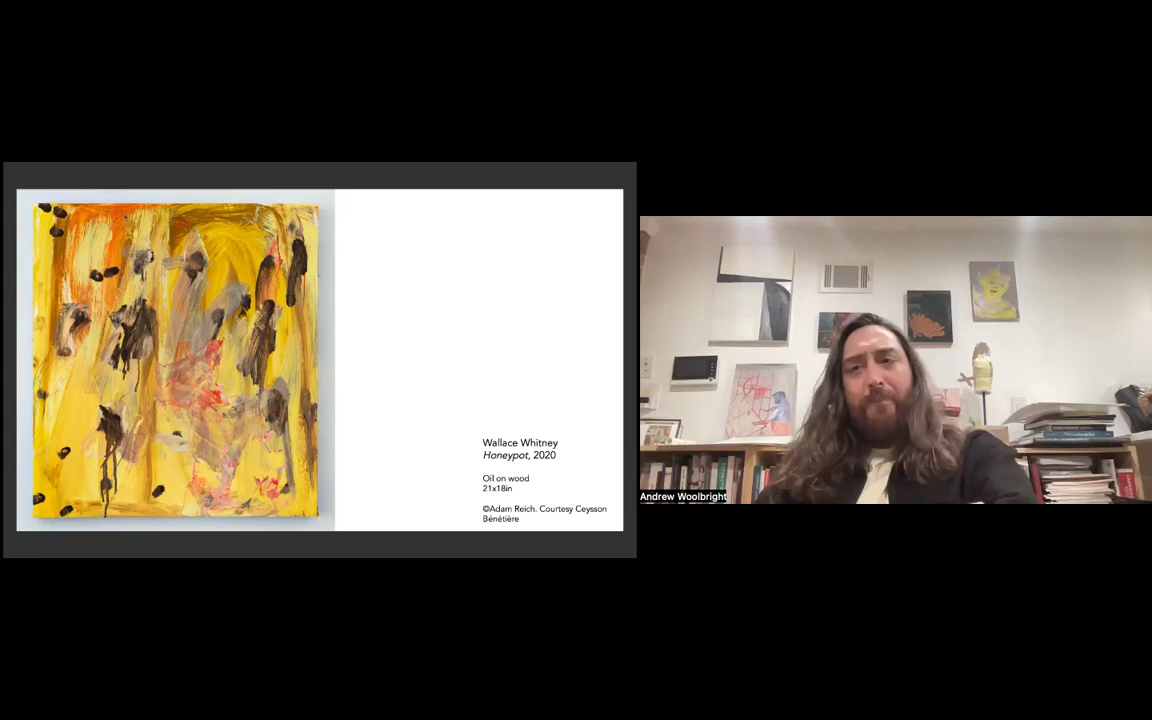 Wallace Whitney
Honeypot, 2020
Oil on wood
21x18in
©Adam Reich. Courtesy Ceysson
Bénétière
Andrew Woolbright